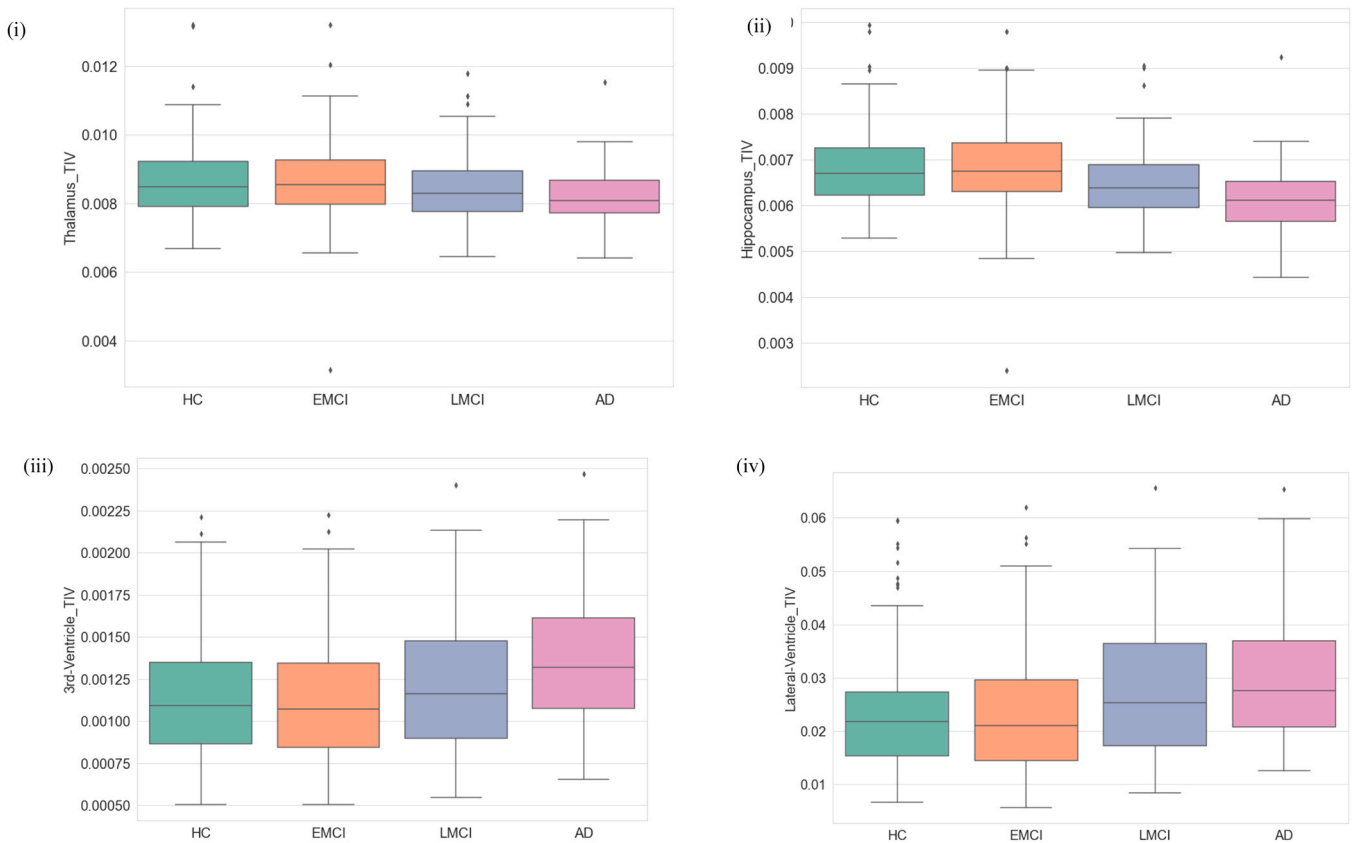 (i)
0.012
0.010
0.008
0.006
0.004
Thalamus_TIV
HC EMCI LMCI AD
(ii)
0.009
0.008
0.007
0.006
0.005
0.004
0.003
Hippocampus_TIV
HC EMCI LMCI AD
(iii)
0.00250
0.00225
0.00200
0.00175
0.00150
0.00125
0.00100
0.00075
0.00050
3rd-Ventricle_TIV
HC EMCI LMCI AD
(iv)
0.06
0.05
0.04
0.03
0.02
0.01
Lateral-Ventricle_TIV
HC EMCI LMCI AD